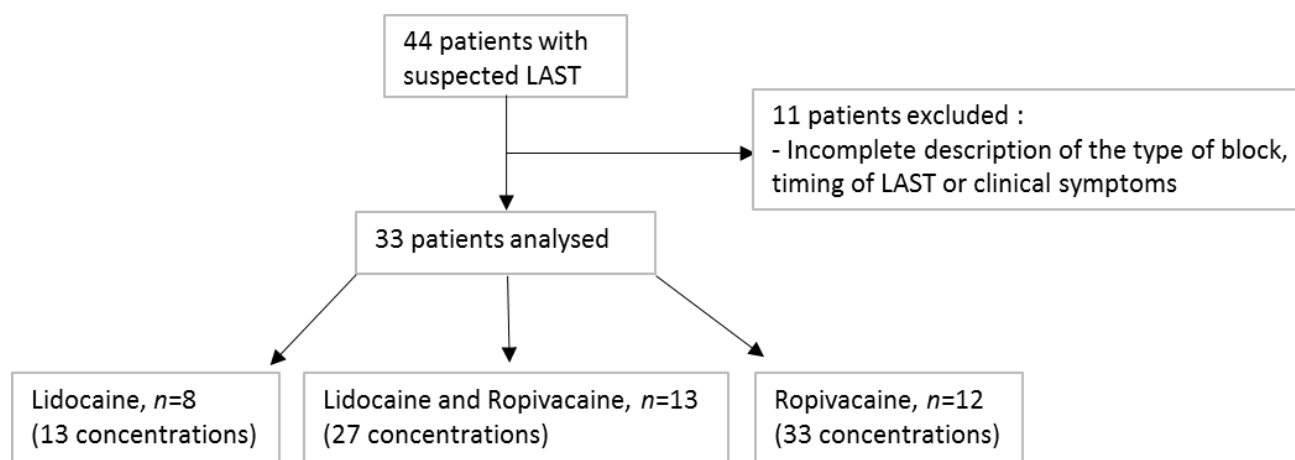 44 patients with
suspected LAST
11 patients excluded :
- Incomplete description of the type of block,
timing of LAST or clinical symptoms
33 patients analysed
Lidocaine, n=8
(13 concentrations)
Lidocaine and Ropivacaine, n=13
(27 concentrations)
Ropivacaine, n=12
(33 concentrations)